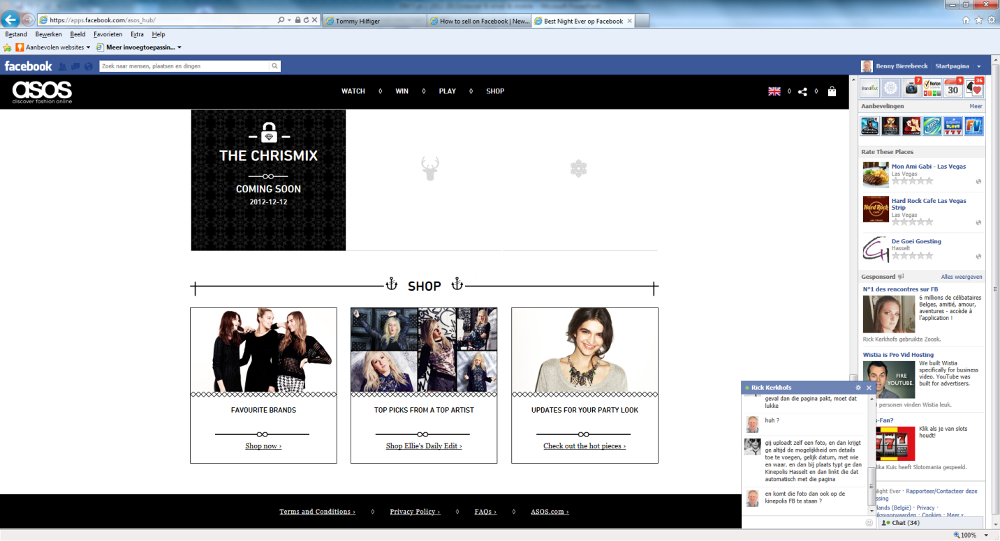 https://apps.facebook.com/asos_hub/
Tommy Hilfiger
How to sell on Facebook | New...
Best Night Ever op Facebook
Bestand Bewerken Beeld Favorieten Extra Help
Aanbevolen websites
Meer invoegtoepassin...
facebook
Zoek naar mensen, plaatsen en dingen
Benny Bierebeeck
Startpagina
asos
discover fashion online
WATCH ◊ WIN ◊ PLAY ◊ SHOP
THE CHRISMIX
COMING SOON
2012-12-12
SHOP
FAVOURITE BRANDS
Shop now ›
TOP PICKS FROM A TOP ARTIST
Shop Ellie's Daily Edit ›
UPDATES FOR YOUR PARTY LOOK
Check out the hot pieces ›
Terms and Conditions › ◊ Privacy Policy › ◊ FAQs › ◊ ASOS.com ›
BranchOut
7
Norton
9
30
36
Aanbevelingen
Meer
Rate These Places
Mon Ami Gabi - Las Vegas
Las Vegas
Hard Rock Cafe Las Vegas
Strip
Las Vegas
De Goei Goesting
Hasselt
Gesponsord
Alles weergeven
N°1 des rencontres sur FB
6 millions de célibataires
Belges, amitié, amour,
aventures - accède à
l'application !
Rick Kerkhofs gebruikte Zoosk.
Wistia is Pro Vid Hosting
FIRE
YOUTUBE.
We built Wistia
specifically for business
video. YouTube was
built for advertisers.
personen vinden Wistia leuk.
s-Fan?
777
Klik als je van slots
houdt!
ika Kuis heeft Slotomania gespeeld.
light Ever · Rapporteer/Contacteer deze
ssing
lands (België) · Privacy ·
ksvoorwaarden · Cookies · Meer
Rick Kerkhofs
geval dan die pagina pakt, moet dat
lukke
huh ?
gij uploadt zelf een foto, en dan krijgt
ge altijd de mogelijkheid om details
toe te voegen, gelijk datum, met wie
en waar. en dan bij plaats typt ge dan
Kinepolis Hasselt en dan linkt die dat
automatisch met die pagina
en komt die foto dan ook op de
kinepolis FB te staan ?
Chat (34)
100%